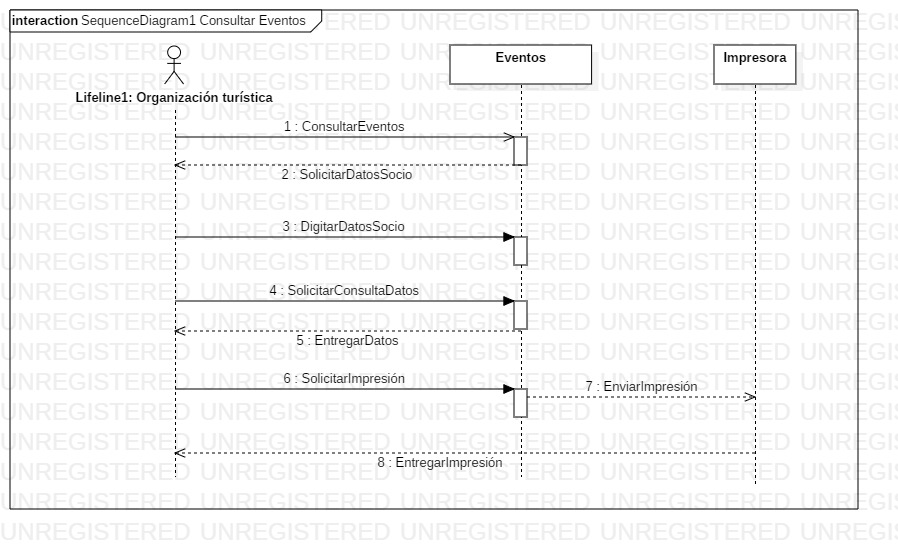 interaction SequenceDiagram1 Consultar Eventos
Eventos
Impresora
Lifeline1: Organización turística
1 : ConsultarEventos
2 : SolicitarDatosSocio
3 : DigitarDatosSocio
4 : SolicitarConsultaDatos
5 : EntregarDatos
6 : SolicitarImpresión
7 : EnviarImpresión
8 : EntregarImpresión
UNREGISTERED UNREGISTERED UNREGISTERED UNREGISTERED